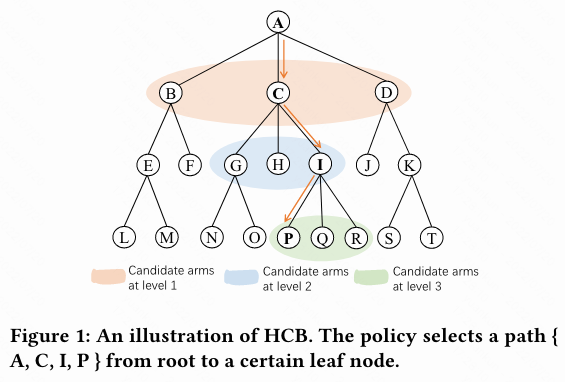 A
B C D
E F G H I J K
L M N O P Q R S T
Candidate arms
at level 1
Candidate arms
at level 2
Candidate arms
at level 3
Figure 1: An illustration of HCB. The policy selects a path {
A, C, I, P } from root to a certain leaf node.